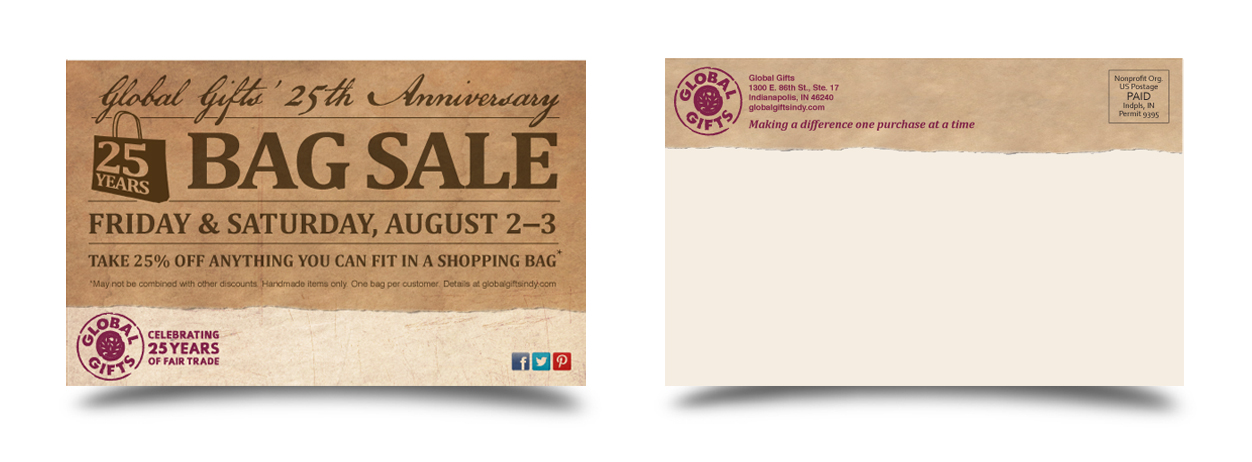 Global Gifts' 25th Anniversary
25
YEARS
BAG SALE
FRIDAY & SATURDAY, AUGUST 2–3
TAKE 25% OFF ANYTHING YOU CAN FIT IN A SHOPPING BAG*
*May not be combined with other discounts. Handmade items only. One bag per customer. Details at globalgiftsindy.com
GLOBAL
GIFTS
CELEBRATING
25 YEARS
OF FAIR TRADE
GLOBAL
GIFTS
Global Gifts
1300 E. 86th St., Ste. 17
Indianapolis, IN 46240
globalgiftsindy.com
Making a difference one purchase at a time
Nonprofit Org.
US Postage
PAID
Indpls, IN
Permit 9395